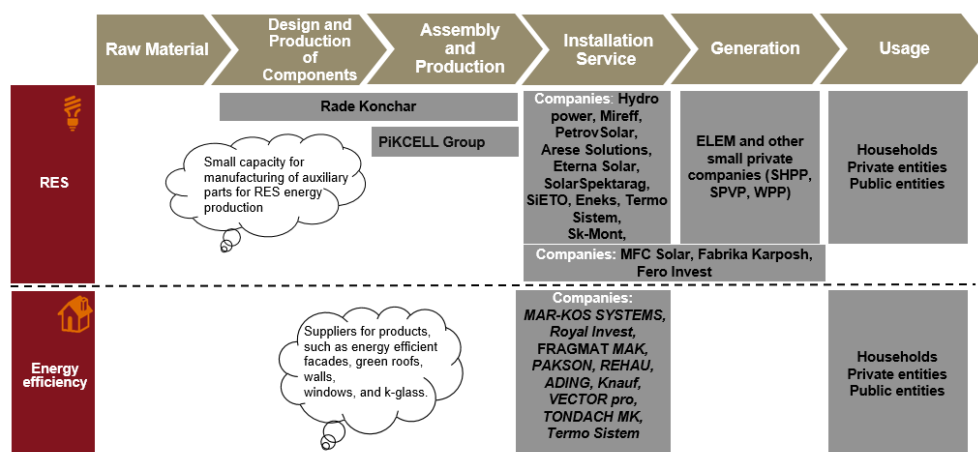 Raw Material
Design and
Production
of
Components
Assembly
and
Production
Installation
Service
Generation
Usage
RES
Rade Konchar
PiKCELL Group
Small capacity for
manufacturing of auxiliary
parts for RES energy
production
Companies: Hydro
power, Mireff,
PetrovSolar,
Arese Solutions,
Eterna Solar,
SolarSpektarag,
SiETO, Eneks, Termo
Sistem,
Sk-Mont,
ELEM and other
small private
companies (SHPP,
SPVP, WPP)
Households
Private entities
Public entities
Companies: MFC Solar, Fabrika Karposh,
Fero Invest
Energy
efficiency
Suppliers for products,
such as energy efficient
facades, green roofs,
walls,
windows, and k-glass.
Companies:
MAR-KOS SYSTEMS,
Royal Invest,
FRAGMAT MAK,
PAKSON, REHAU,
ADING, Knauf,
VECTOR pro,
TONDACH MK,
Termo Sistem
Households
Private entities
Public entities